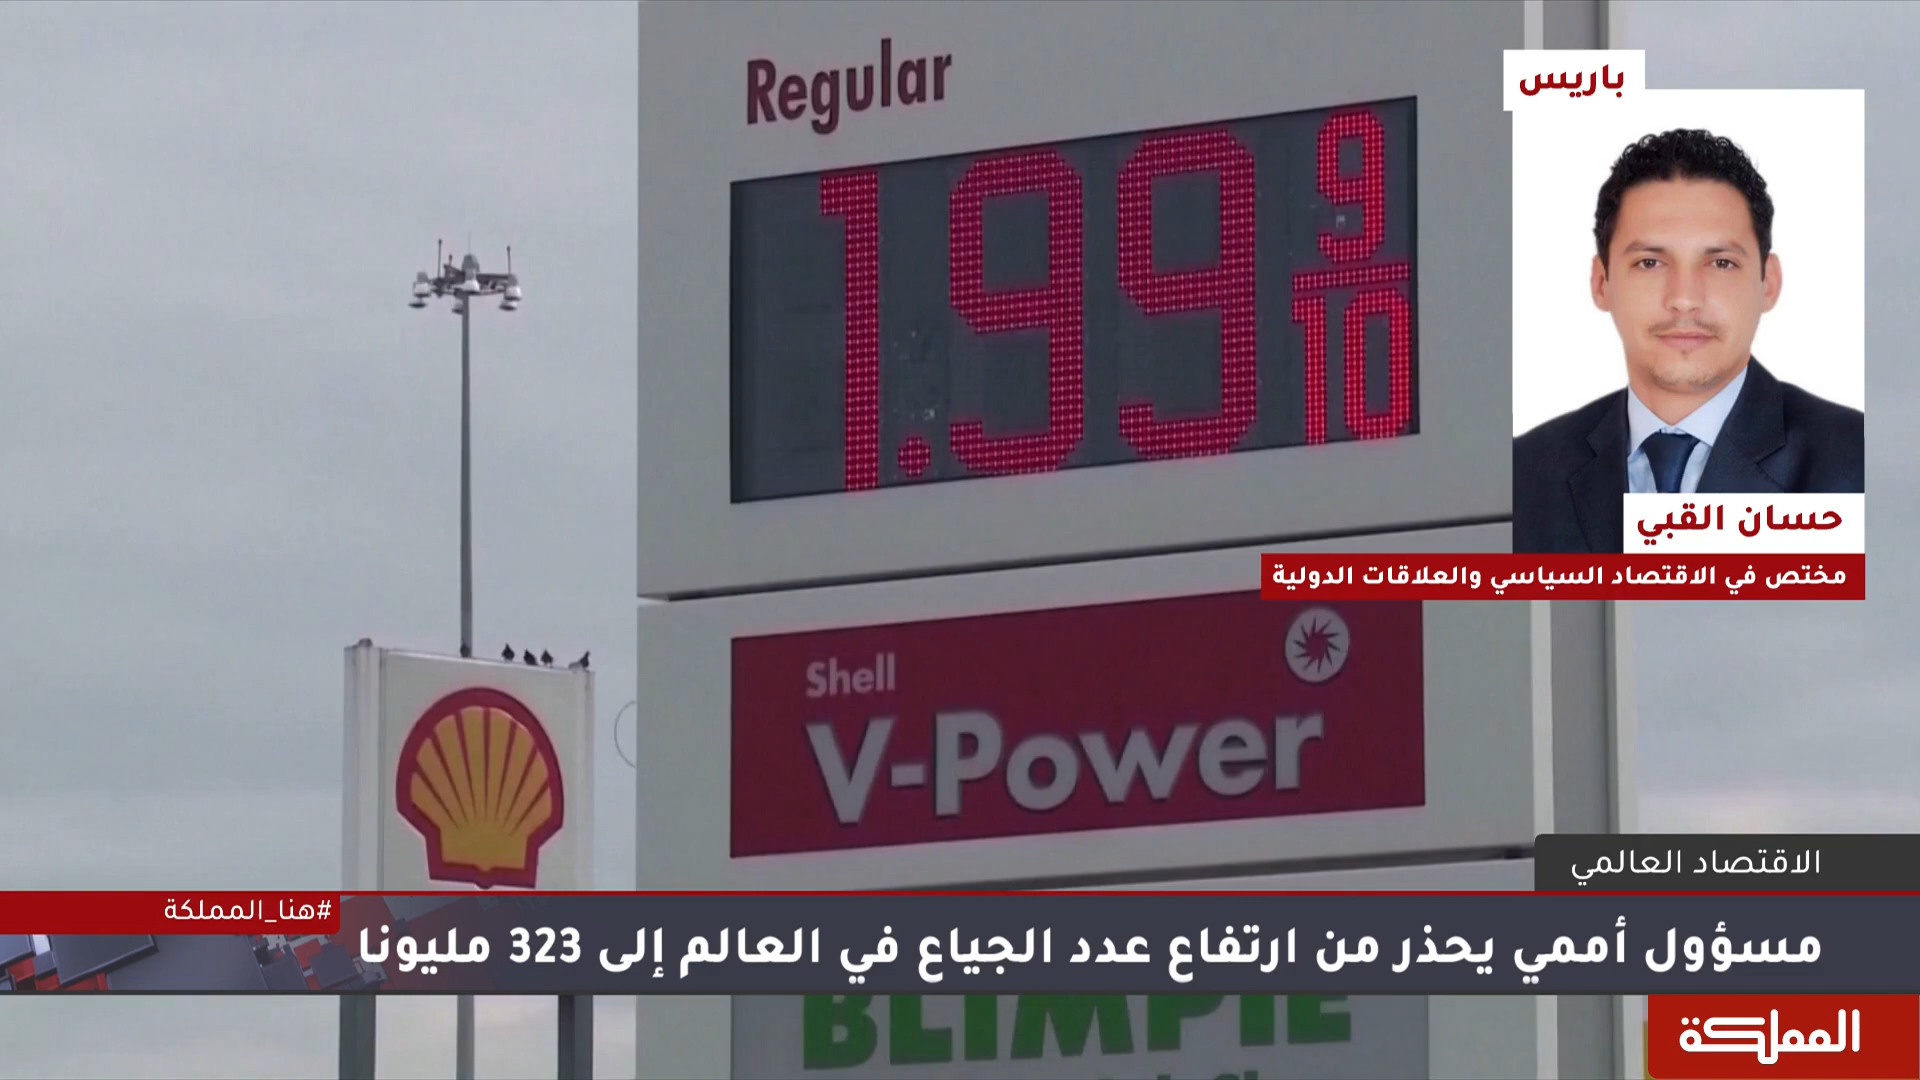 Regular
باريس
1.99 9/10
حسان القبي
مختص في الاقتصاد السياسي والعلاقات الدولية
Shell
V-Power
الاقتصاد العالمي
#هنا_المملكة
مسؤول أممي يحذر من ارتفاع عدد الجياع في العالم إلى 323 مليونا
BLIMPIE
المملكة